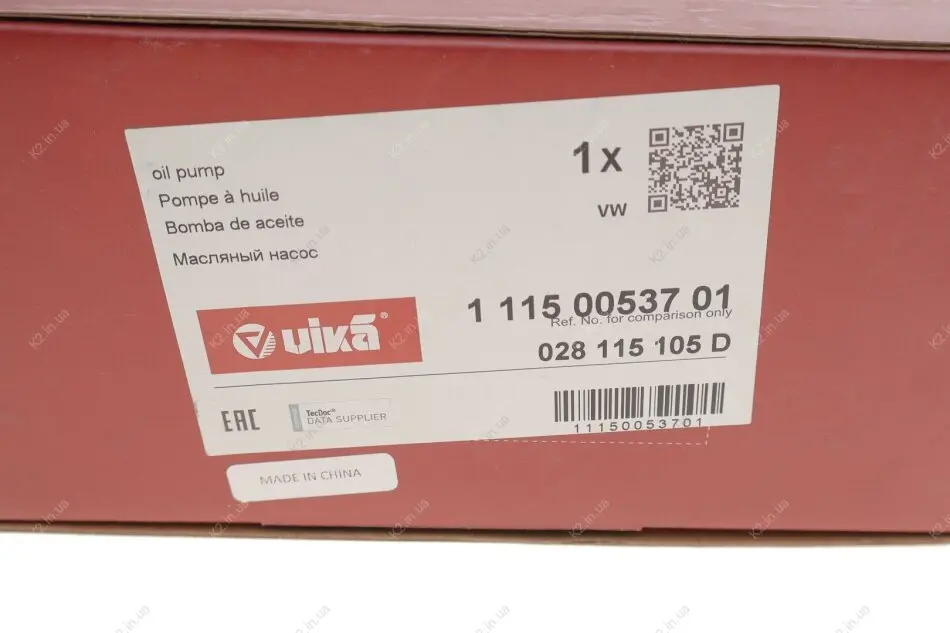 oil pump
Pompe à huile
Bomba de aceite
Масляный насос
1 x
VW
vika®
1 115 00537 01
Ref. No. for comparison only
028 115 105 D
EAC
TecDoc®
DATA SUPPLIER
11150053701
MADE IN CHINA
K2.in.ua